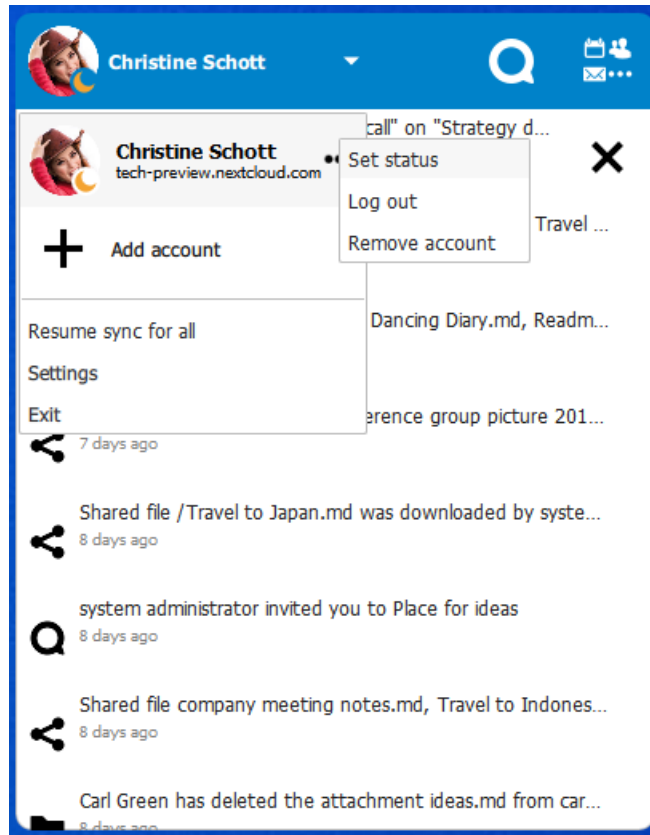 Christine Schott
call" on "Strategy d...
Christine Schott
tech-preview.nextcloud.com
Set status
Log out
Remove account
Travel ...
Add account
Dancing Diary.md, Readm...
Resume sync for all
Settings
Exit
erence group picture 201...
7 days ago
Shared file /Travel to Japan.md was downloaded by syste...
8 days ago
system administrator invited you to Place for ideas
8 days ago
Shared file company meeting notes.md, Travel to Indones...
8 days ago
Carl Green has deleted the attachment ideas.md from car...
8 days ago